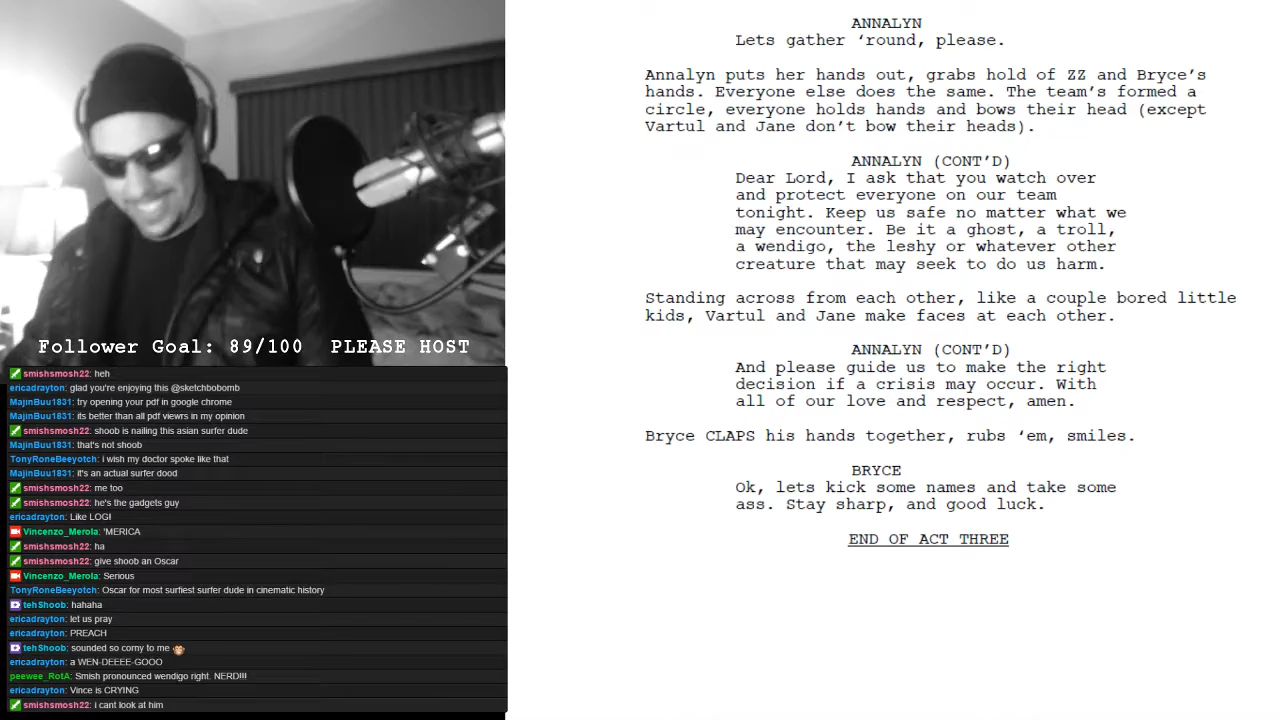 ANNALYN
Lets gather ‘round, please.
Annalyn puts her hands out, grabs hold of ZZ and Bryce’s
hands. Everyone else does the same. The team’s formed a
circle, everyone holds hands and bows their head (except
Vartul and Jane don’t bow their heads).
ANNALYN (CONT’D)
Dear Lord, I ask that you watch over
and protect everyone on our team
tonight. Keep us safe no matter what we
may encounter. Be it a ghost, a troll,
a wendigo, the leshy or whatever other
creature that may seek to do us harm.
Standing across from each other, like a couple bored little
kids, Vartul and Jane make faces at each other.
ANNALYN (CONT’D)
And please guide us to make the right
decision if a crisis may occur. With
all of our love and respect, amen.
Bryce CLAPS his hands together, rubs ‘em, smiles.
BRYCE
Ok, lets kick some names and take some
ass. Stay sharp, and good luck.
END OF ACT THREE
Follower Goal: 89/100 PLEASE HOST
smishsmosh22: heh
ericadrayton: glad you're enjoying this @sketchbobomb
MajinBuu1831: try opening your pdf in google chrome
MajinBuu1831: its better than all pdf viewrs in my opinion
smishsmosh22: shoob is nailing this asian surfer dude
MajinBuu1831: that's not shoob
TonyRoneBeeyotch: i wish my doctor spoke like that
MajinBuu1831: it's an actual surfer dood
smishsmosh22: me too
smishsmosh22: he's the gadgets guy
ericadrayton: Like LOGI
Vincenzo_Merola: 'MERICA
smishsmosh22: ha
smishsmosh22: give shoob an Oscar
Vincenzo_Merola: Serious
TonyRoneBeeyotch: Oscar for most surfiest surfer dude in cinematic history
tehShoob: hahaha
ericadrayton: let us pray
ericadrayton: PREACH
tehShoob: sounded so corny to me
ericadrayton: a WEN-DEEEE-GOOO
peewee_RotA: Smish pronounced wendigo right. NERD!!!
ericadrayton: Vince is CRYING
smishsmosh22: i cant look at him